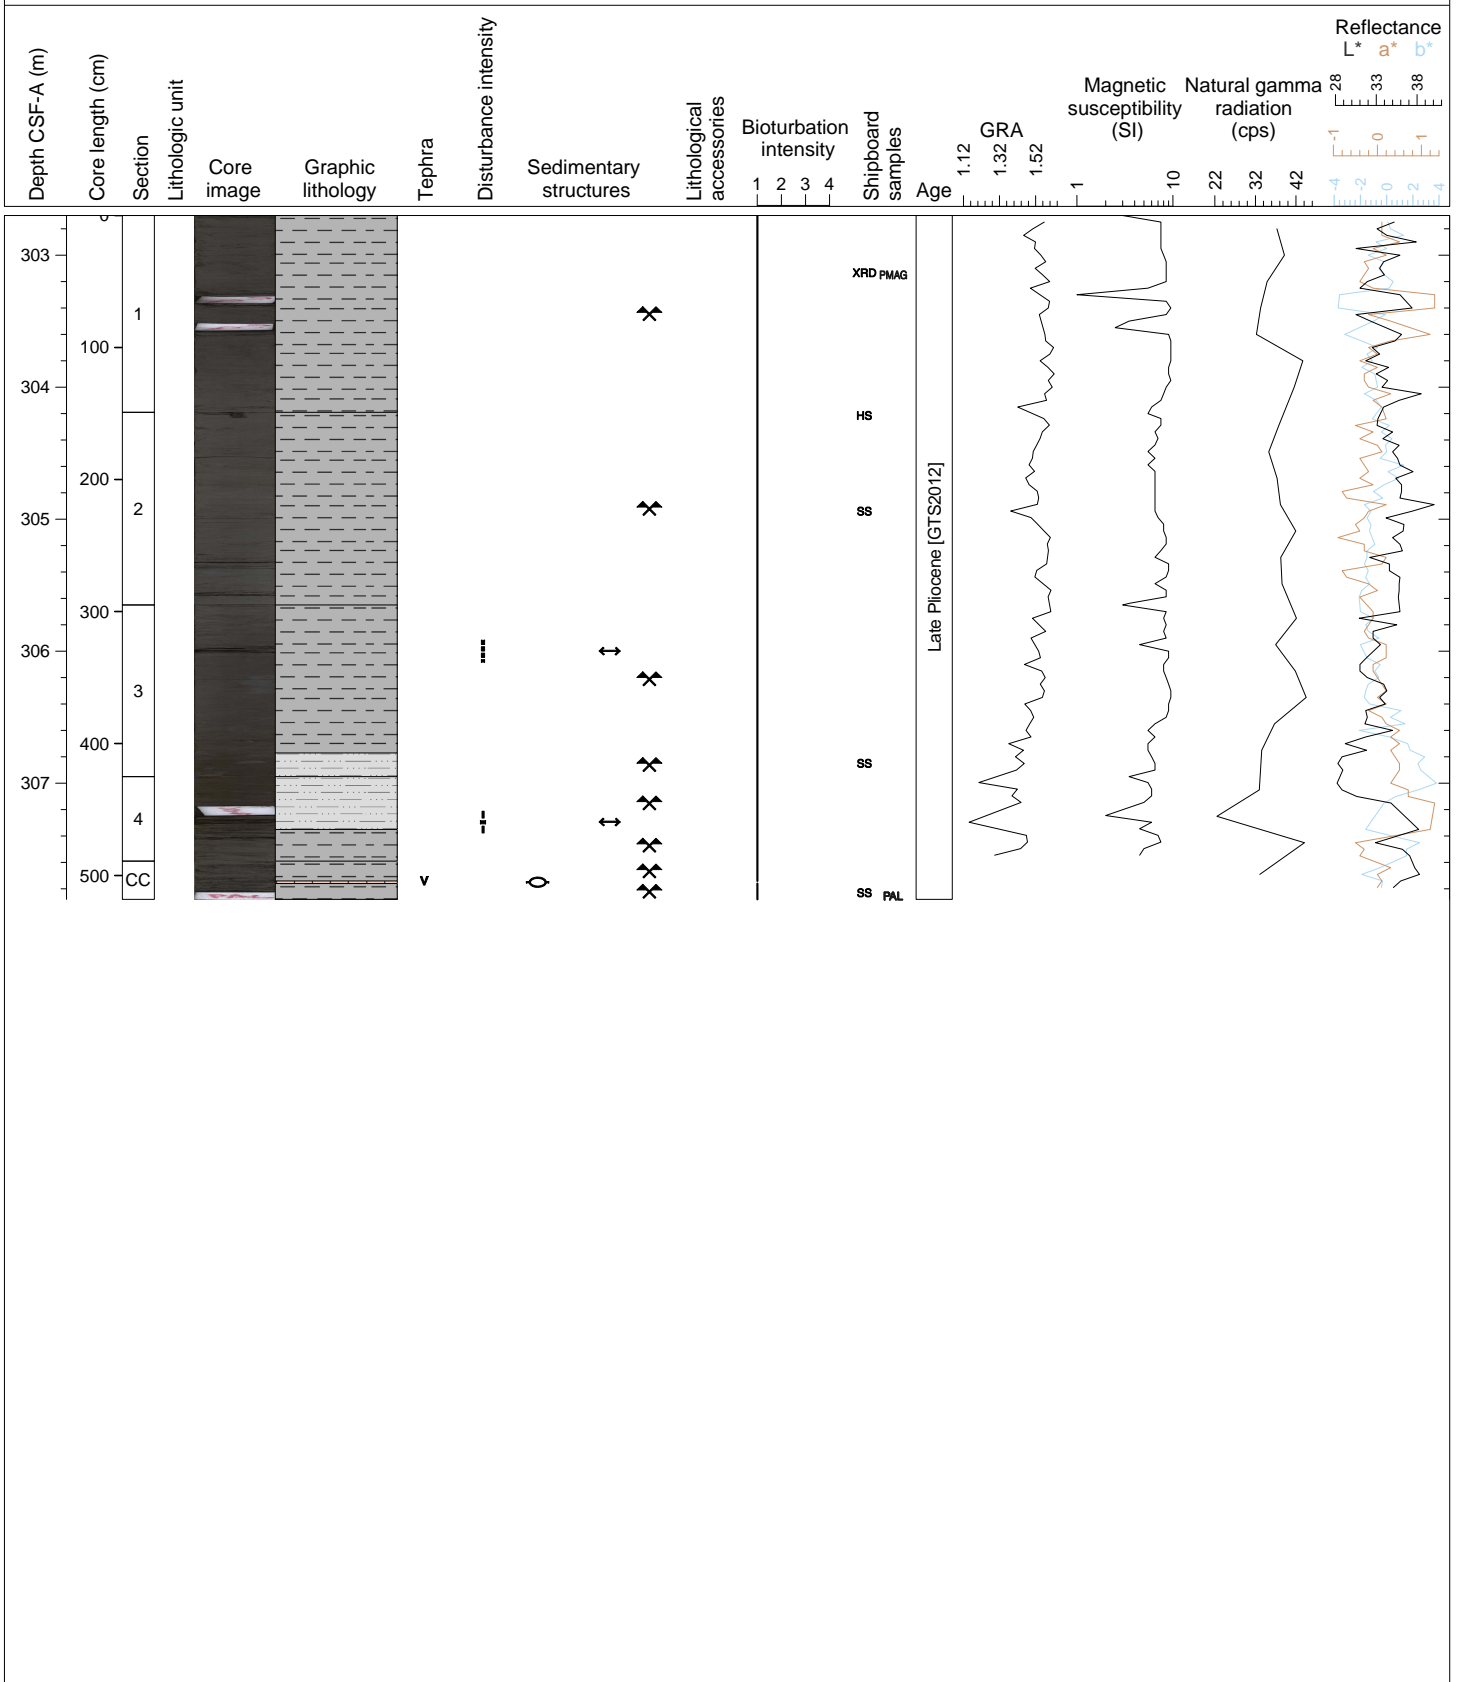 Depth CSF-A (m)
Core length (cm)
Section
Lithologic unit
Core
image
Graphic
lithology
Tephra
Disturbance intensity
Sedimentary
structures
Lithological
accessories
Bioturbation
intensity
1 2 3 4
Shipboard
samples
Age
GRA
1.12
1.32
1.52
Magnetic
susceptibility
(SI)
1
10
Natural gamma
radiation
(cps)
22
32
42
Reflectance
L* a* b*
28
33
38
-1
0
1
-4
-2
0
2
4
0
303
XRD PMAG
1
100
304
HS
200
2
SS
305
Late Pliocene [GTS2012]
300
306
3
400
SS
307
4
500
CC
V
SS PAL